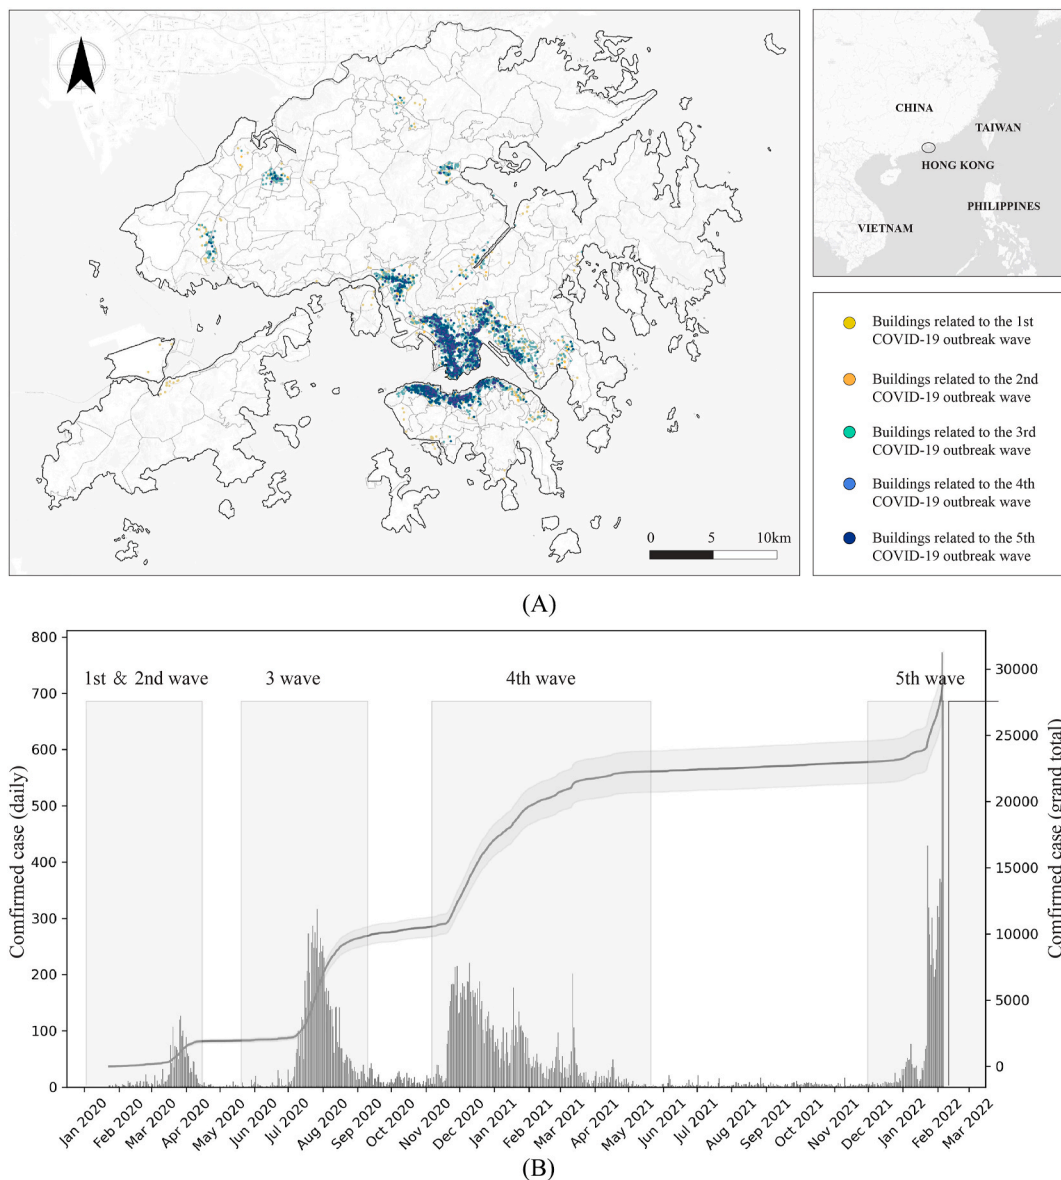 CHINA
TAIWAN
HONG KONG
PHILIPPINES
VIETNAM
Buildings related to the 1st
COVID-19 outbreak wave
Buildings related to the 2nd
COVID-19 outbreak wave
Buildings related to the 3rd
COVID-19 outbreak wave
Buildings related to the 4th
COVID-19 outbreak wave
Buildings related to the 5th
COVID-19 outbreak wave
0 5 10km
(A)
1st & 2nd wave 3 wave 4th wave 5th wave
Comfirmed case (daily)
800
700
600
500
400
300
200
100
0
30000
25000
20000
15000
10000
5000
0
Comfirmed case (grand total)
Jan 2020 Feb 2020 Mar 2020 Apr 2020 May 2020 Jun 2020 Jul 2020 Aug 2020 Sep 2020 Oct 2020 Nov 2020 Dec 2020 Jan 2021 Feb 2021 Mar 2021 Apr 2021 May 2021 Jun 2021 Jul 2021 Aug 2021 Sep 2021 Oct 2021 Nov 2021 Dec 2021 Jan 2022 Feb 2022 Mar 2022
(B)